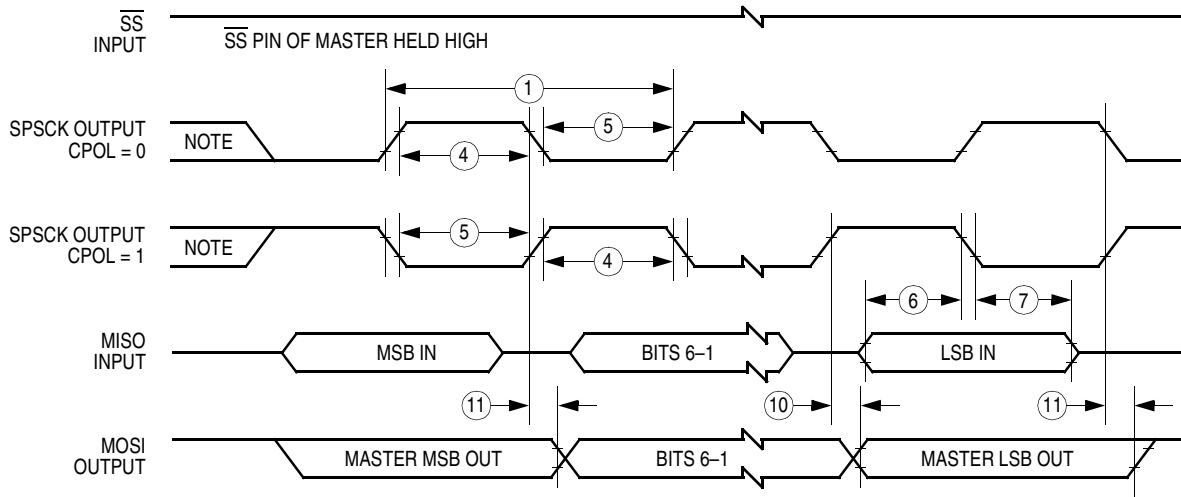 SS
INPUT
SS PIN OF MASTER HELD HIGH
1
SPSCK OUTPUT
CPOL = 0
NOTE
5
4
SPSCK OUTPUT
CPOL = 1
NOTE
5
4
6
7
MISO
INPUT
MSB IN
BITS 6–1
LSB IN
11
10
11
MOSI
OUTPUT
MASTER MSB OUT
BITS 6–1
MASTER LSB OUT